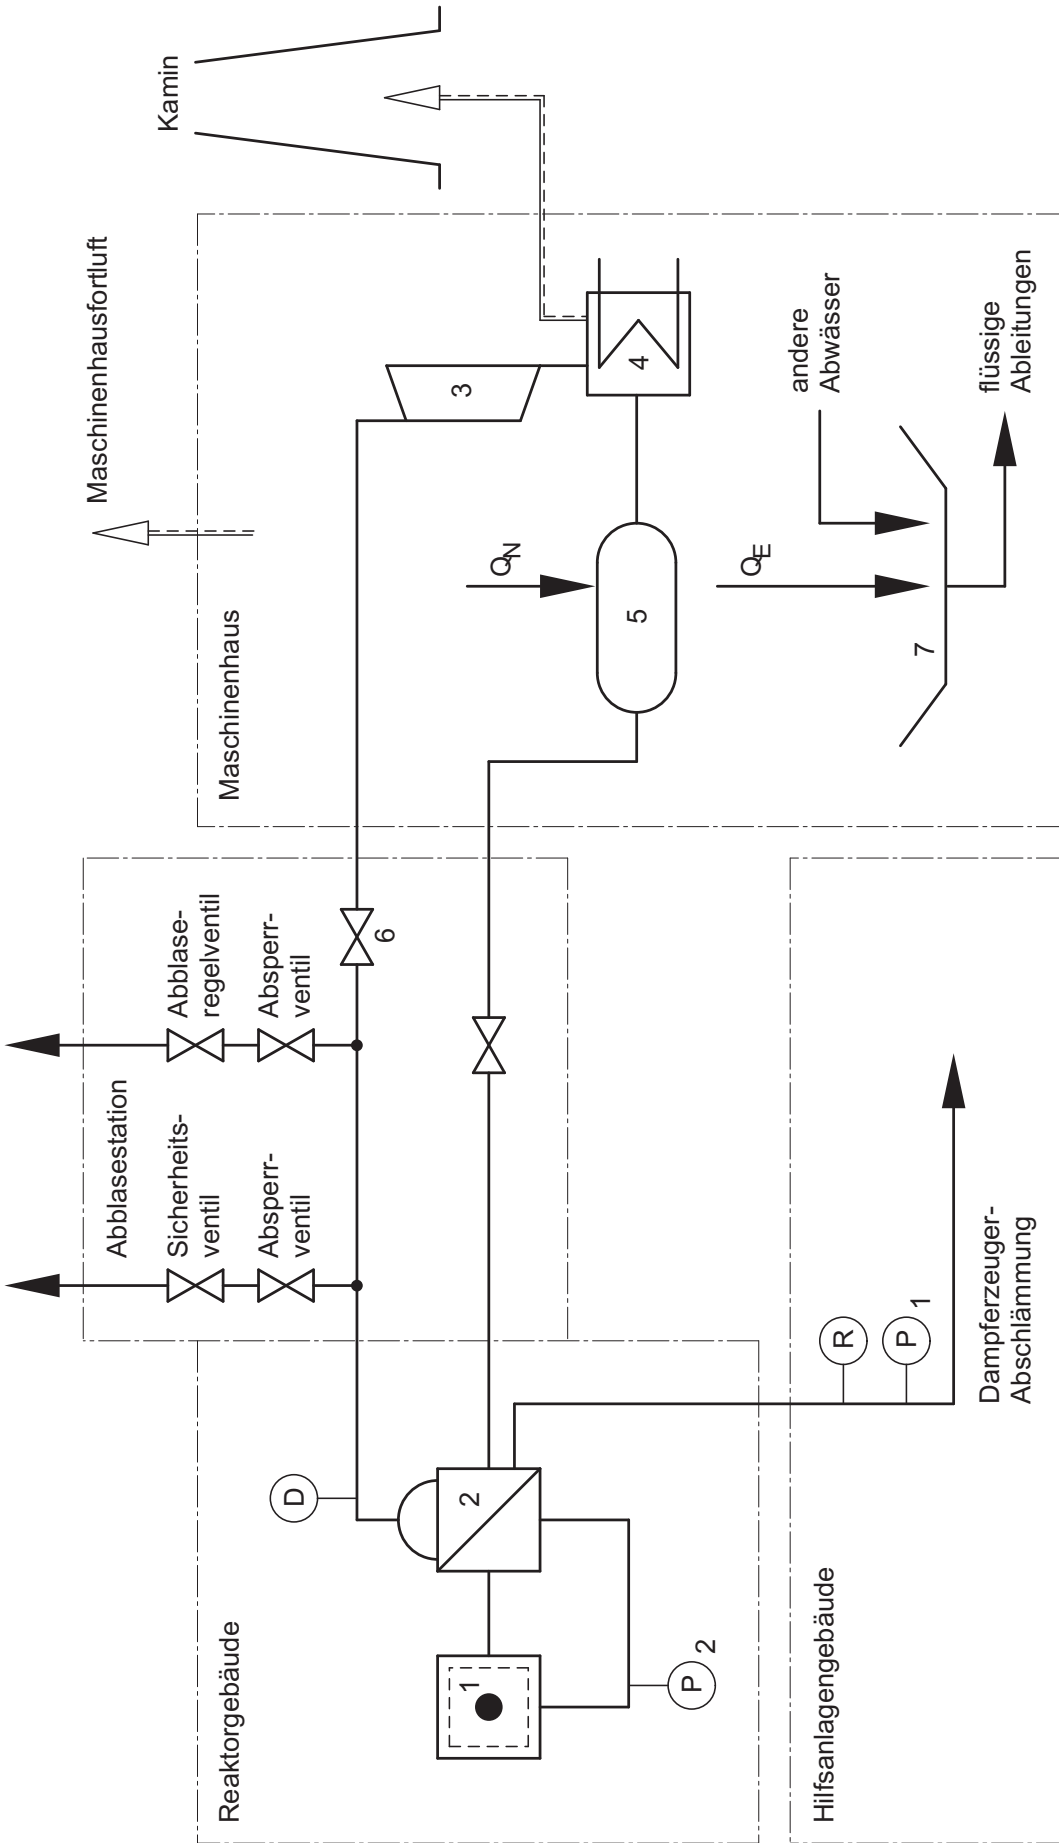 Kamin
Maschinenhausfortluft
Maschinenhaus
3
4
5
Q_N
Q_E
andere
Abwässer
flüssige
Ableitungen
7
Abblasestation
Abblase-
regelventil
Absperr-
ventil
Sicherheits-
ventil
Absperr-
ventil
6
Reaktorgebäude
D
2
1
P 2
Hilfsanlagengebäude
R
P 1
Dampferzeuger-
Abschlämmung